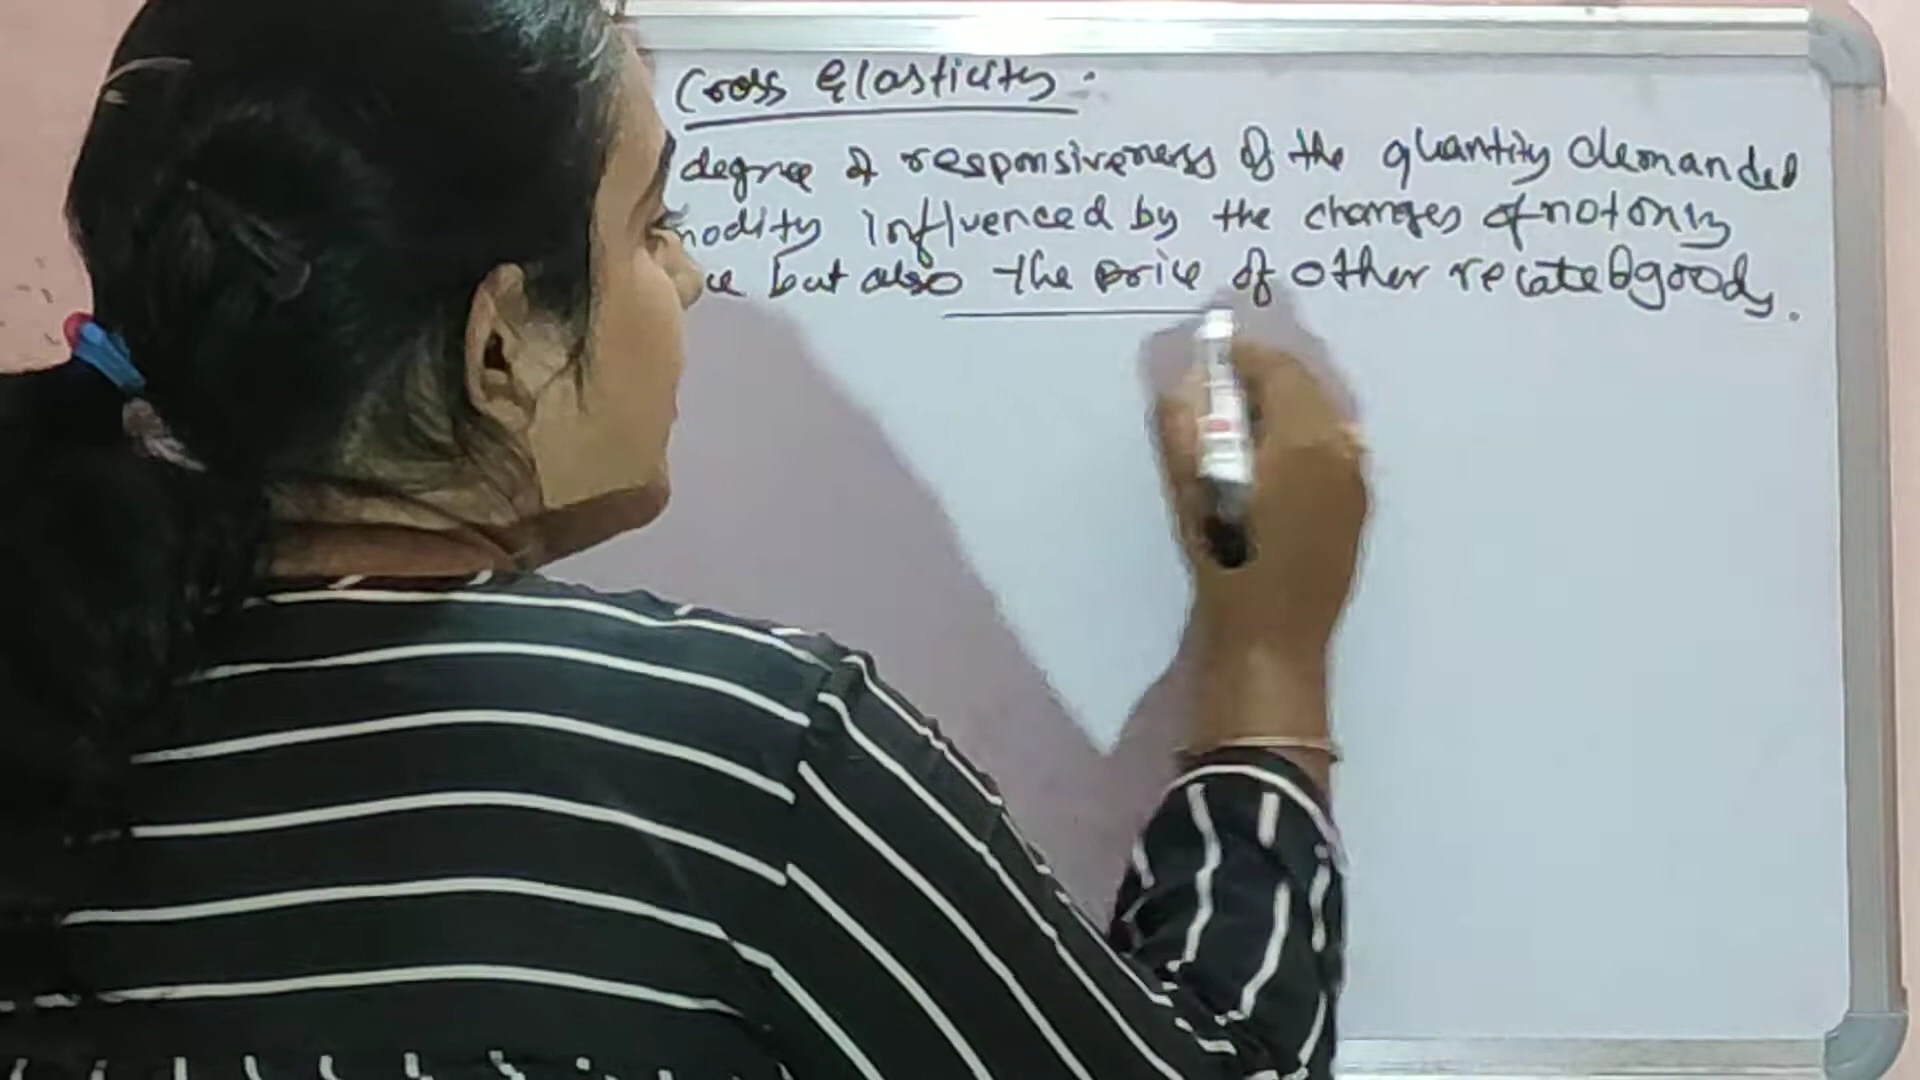 Cross Elasticity :-
degree of responsiveness of the quantity demanded
modity influenced by the changes of not only
ce but also the price of other related goods.